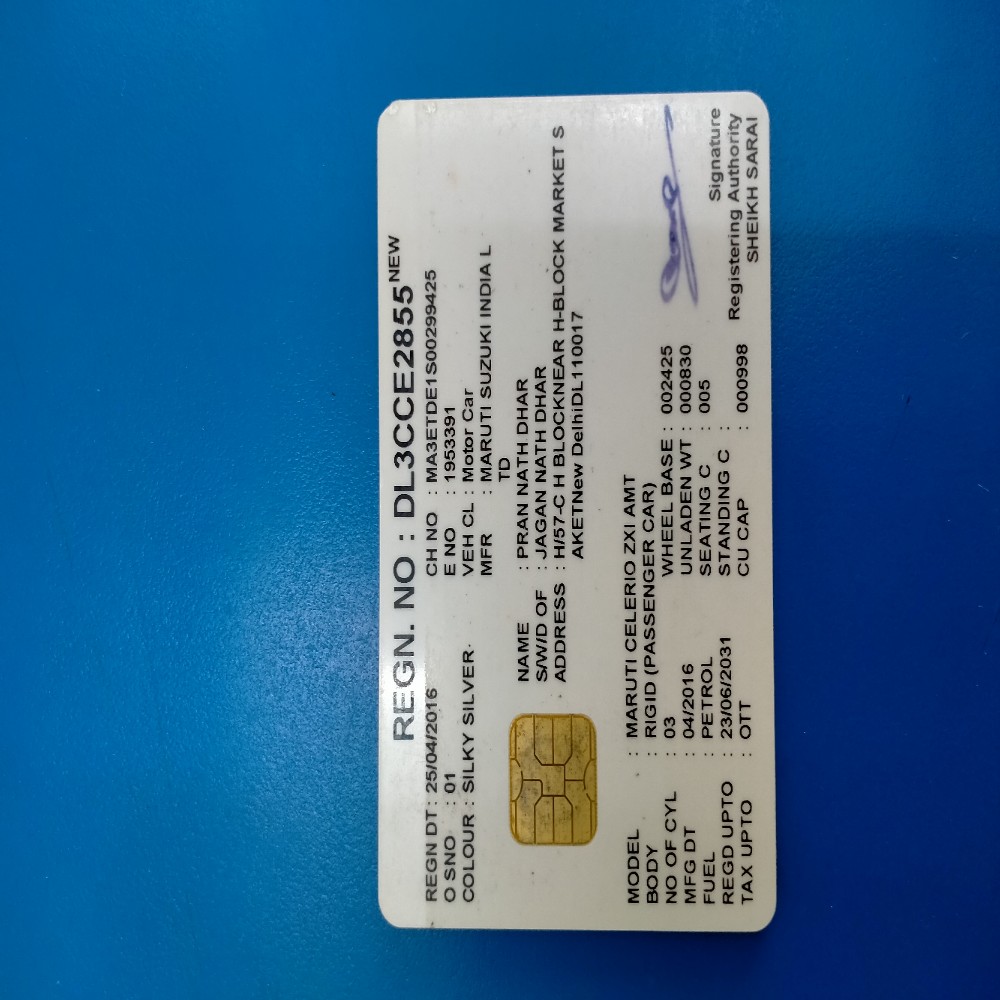 REGN. NO : DL3CCE2855 NEW
REGN DT : 25/04/2016 CH NO : MA3ETDE1S00299425
O SNO : 01 E NO : 1953391
COLOUR : SILKY SILVER VEH CL : Motor Car
MFR : MARUTI SUZUKI INDIA L
TD
NAME : PRAN NATH DHAR
S/W/D OF : JAGAN NATH DHAR
ADDRESS : H/57-C H BLOCKNEAR H-BLOCK MARKET S
AKETNew DelhiDL110017
MODEL : MARUTI CELERIO ZXI AMT
BODY : RIGID (PASSENGER CAR)
NO OF CYL : 03 WHEEL BASE : 002425
MFG DT : 04/2016 UNLADEN WT : 000830
FUEL : PETROL SEATING C : 005
REGD UPTO : 23/06/2031 STANDING C :
TAX UPTO : OTT CU CAP : 000998
Signature
Registering Authority
SHEIKH SARAI